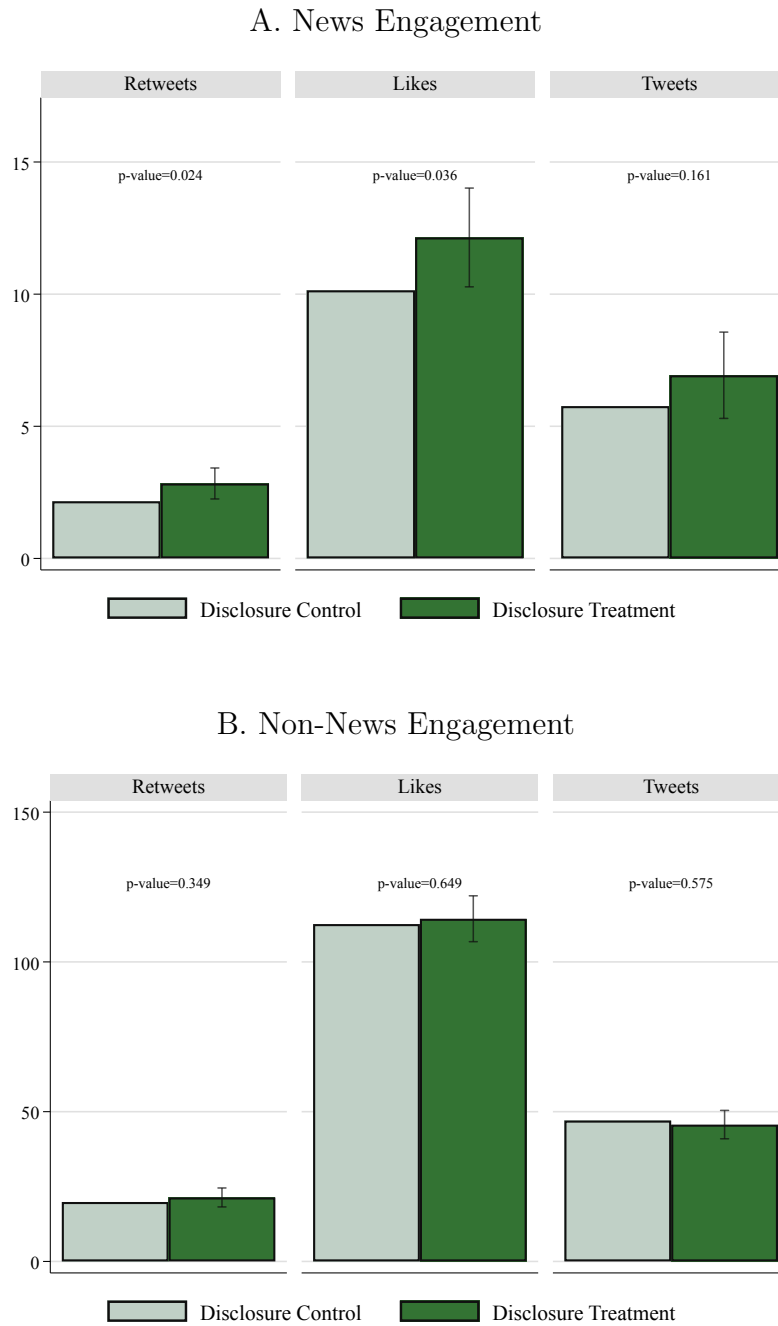 A. News Engagement
Retweets Likes Tweets
15
p-value=0.024 p-value=0.036 p-value=0.161
10
5
0
Disclosure Control Disclosure Treatment
B. Non-News Engagement
Retweets Likes Tweets
150
p-value=0.349 p-value=0.649 p-value=0.575
100
50
0
Disclosure Control Disclosure Treatment